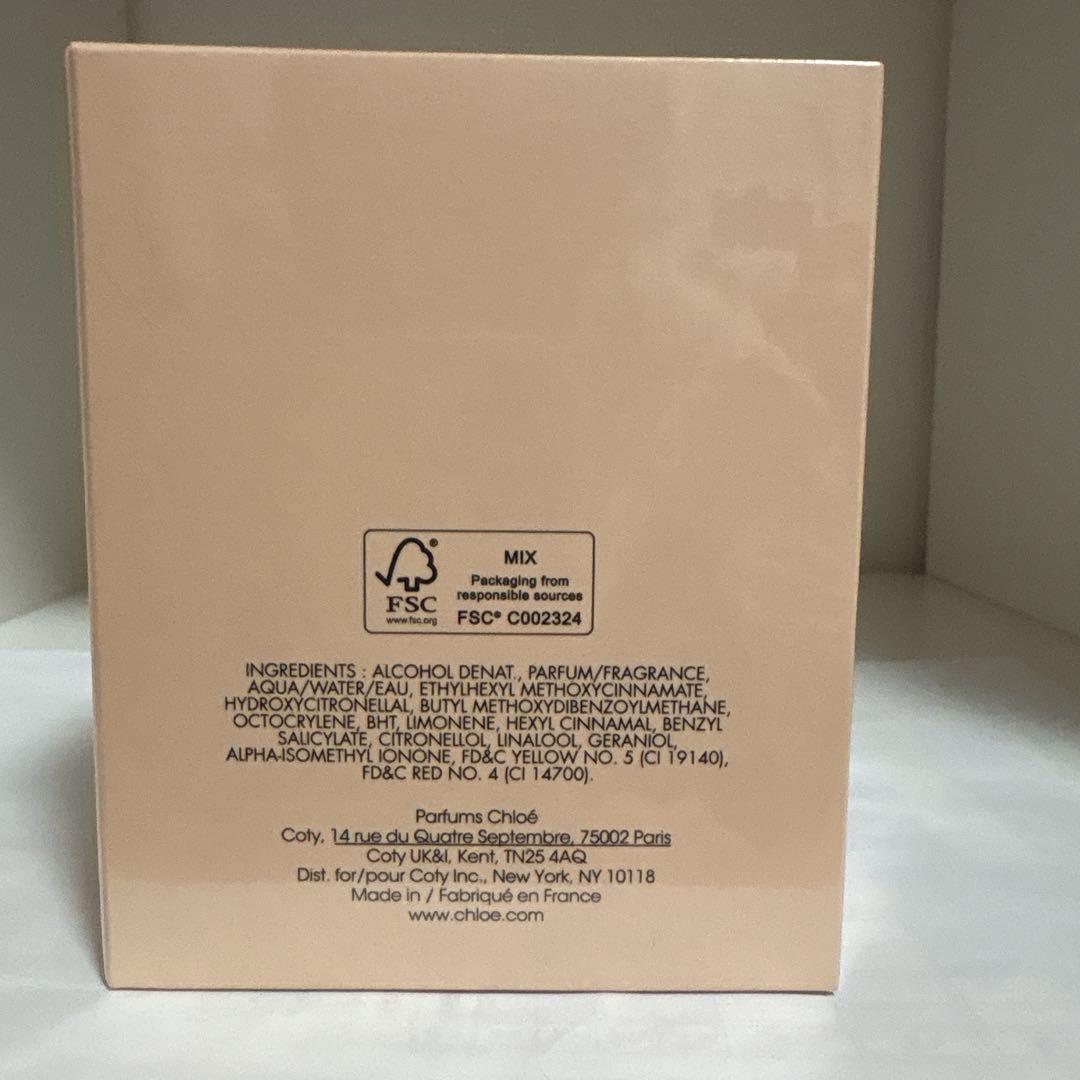 MIX
Packaging from
responsible sources
FSC® C002324
FSC®
www.fsc.org
INGREDIENTS : ALCOHOL DENAT., PARFUM/FRAGRANCE,
AQUA/WATER/EAU, ETHYLHEXYL METHOXYCINNAMATE,
HYDROXYCITRONELLAL, BUTYL METHOXYDIBENZOYLMETHANE,
OCTOCRYLENE, BHT, LIMONENE, HEXYL CINNAMAL, BENZYL
SALICYLATE, CITRONELLOL, LINALOOL, GERANIOL,
ALPHA-ISOMETHYL IONONE, FD&C YELLOW NO. 5 (CI 19140),
FD&C RED NO. 4 (CI 14700).
Parfums Chloé
Coty, 14 rue du Quatre Septembre, 75002 Paris
Coty UK&I, Kent, TN25 4AQ
Dist. for/pour Coty Inc., New York, NY 10118
Made in / Fabriqué en France
www.chloe.com